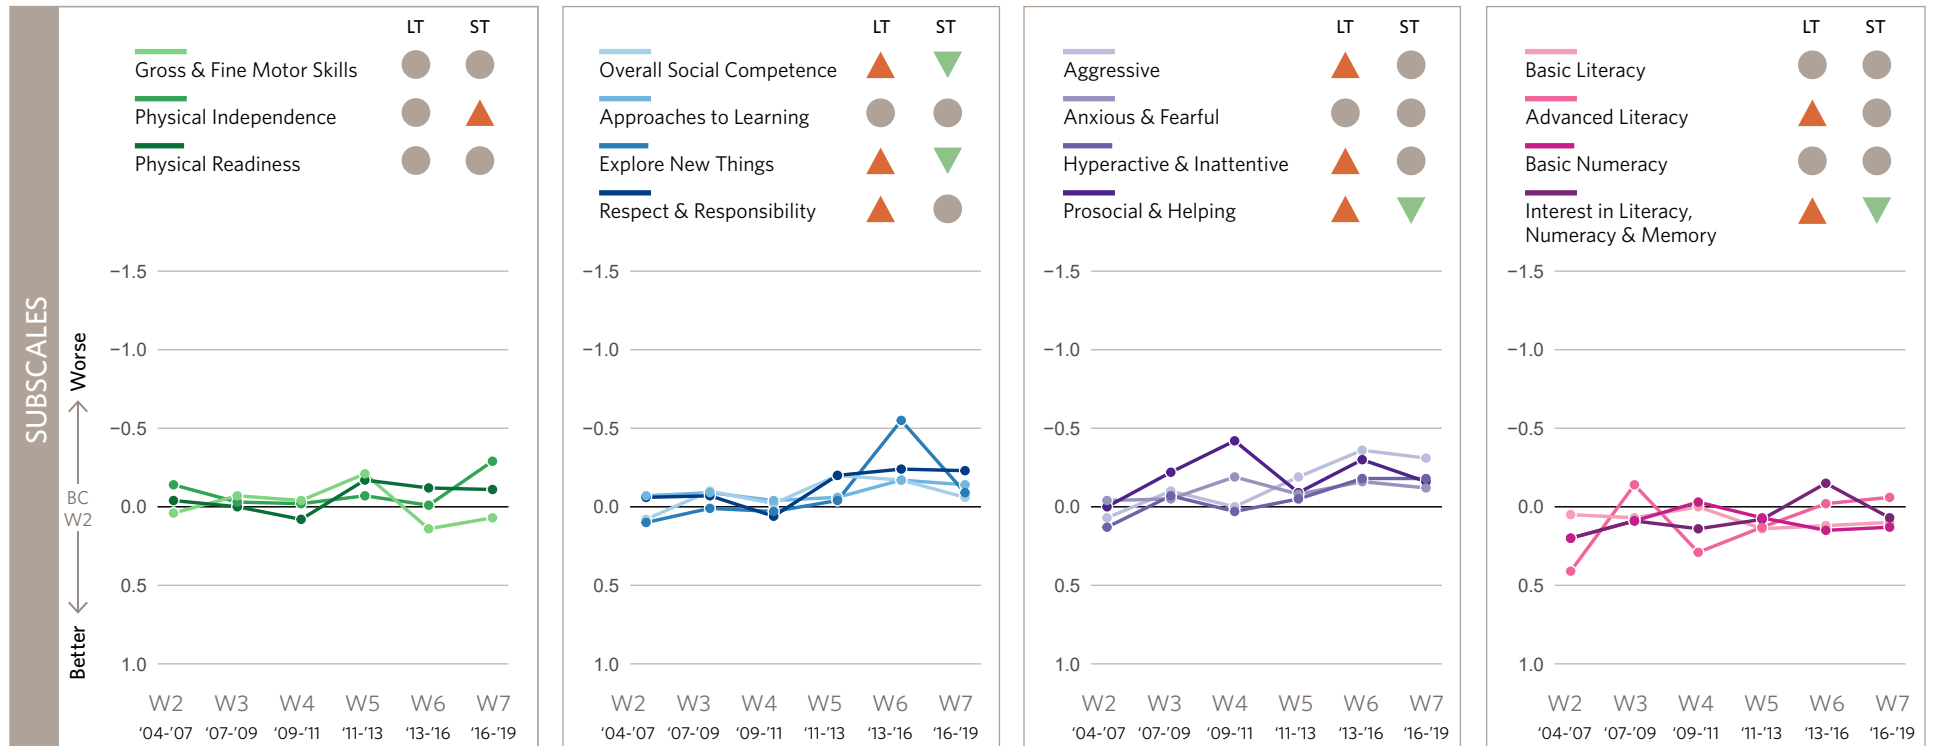 SUBSCALES
Worse
BC
W2
Better
LT ST
Gross & Fine Motor Skills
Physical Independence
Physical Readiness
−1.5
−1.0
−0.5
0.0
0.5
1.0
W2 W3 W4 W5 W6 W7
‘04-’07 ‘07-’09 ‘09-’11 ‘11-’13 ‘13-’16 ‘16-’19
LT ST
Overall Social Competence
Approaches to Learning
Explore New Things
Respect & Responsibility
−1.5
−1.0
−0.5
0.0
0.5
1.0
W2 W3 W4 W5 W6 W7
‘04-’07 ‘07-’09 ‘09-’11 ‘11-’13 ‘13-’16 ‘16-’19
LT ST
Aggressive
Anxious & Fearful
Hyperactive & Inattentive
Prosocial & Helping
−1.5
−1.0
−0.5
0.0
0.5
1.0
W2 W3 W4 W5 W6 W7
‘04-’07 ‘07-’09 ‘09-’11 ‘11-’13 ‘13-’16 ‘16-’19
LT ST
Basic Literacy
Advanced Literacy
Basic Numeracy
Interest in Literacy,
Numeracy & Memory
−1.5
−1.0
−0.5
0.0
0.5
1.0
W2 W3 W4 W5 W6 W7
‘04-’07 ‘07-’09 ‘09-’11 ‘11-’13 ‘13-’16 ‘16-’19